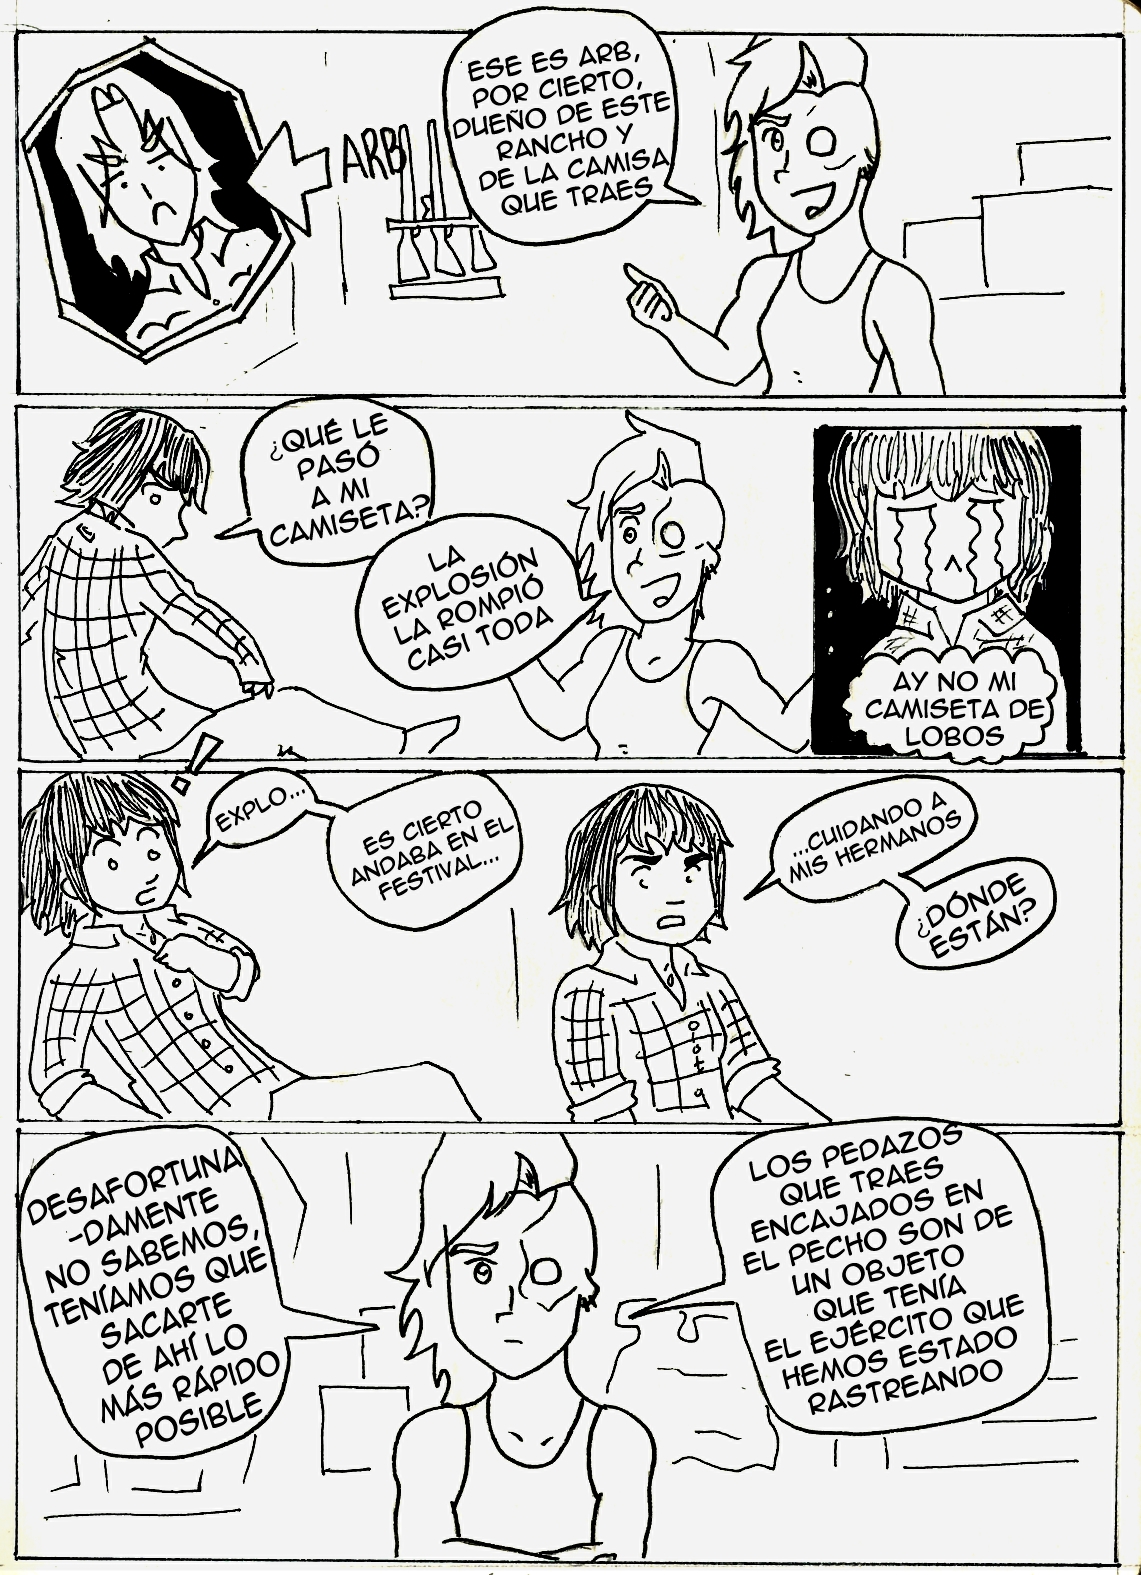 ARB
ESE ES ARB,
POR CIERTO,
DUEÑO DE ESTE
RANCHO Y
DE LA CAMISA
QUE TRAES
¿QUÉ LE
PASÓ
A MI
CAMISETA?
LA
EXPLOSIÓN
LA ROMPIÓ
CASI TODA
AY NO MI
CAMISETA DE
LOBOS
!
EXPLO...
ES CIERTO
ANDABA EN EL
FESTIVAL...
...CUIDANDO A
MIS HERMANOS
¿DÓNDE
ESTÁN?
DESAFORTUNA
-DAMENTE
NO SABEMOS,
TENÍAMOS QUE
SACARTE
DE AHÍ LO
MÁS RÁPIDO
POSIBLE
LOS PEDAZOS
QUE TRAES
ENCAJADOS EN
EL PECHO SON DE
UN OBJETO
QUE TENÍA
EL EJÉRCITO QUE
HEMOS ESTADO
RASTREANDO